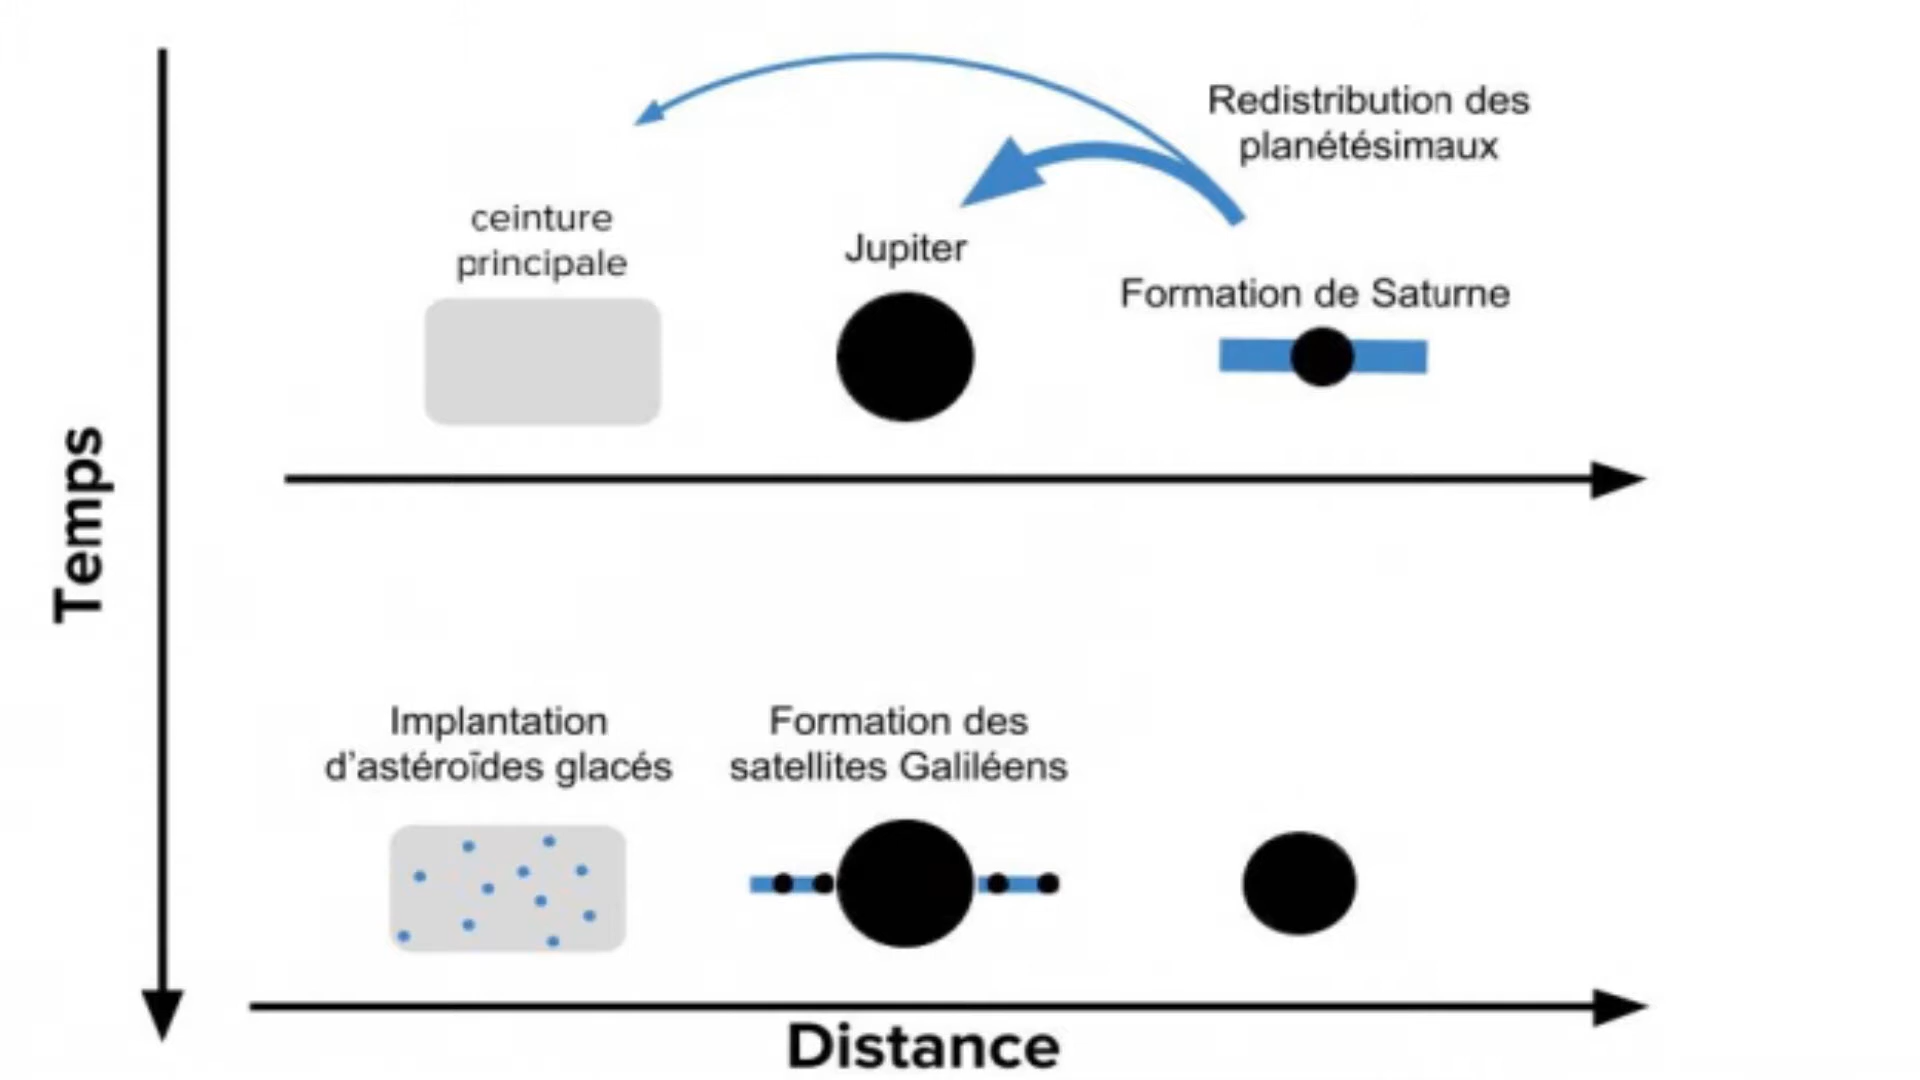 Redistribution des
planétésimaux
ceinture
principale
Jupiter
Formation de Saturne
Temps
Implantation
d'astéroïdes glacés
Formation des
satellites Galiléens
Distance